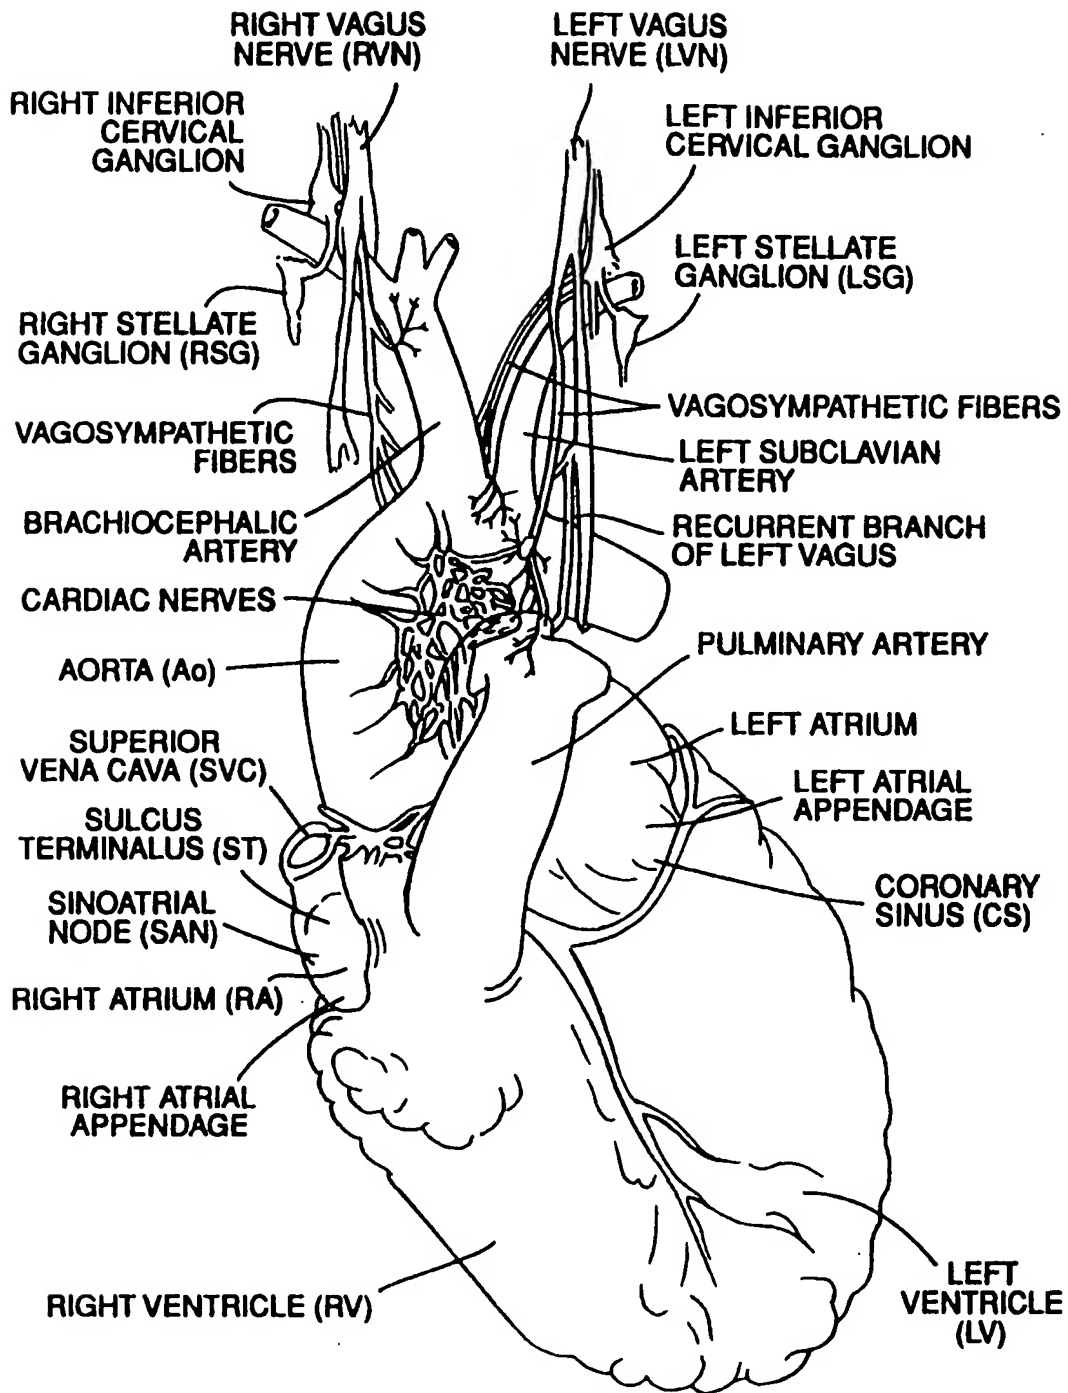 RIGHT VAGUS
NERVE (RVN)
LEFT VAGUS
NERVE (LVN)
RIGHT INFERIOR
CERVICAL
GANGLION
LEFT INFERIOR
CERVICAL GANGLION
LEFT STELLATE
GANGLION (LSG)
RIGHT STELLATE
GANGLION (RSG)
VAGOSYMPATHETIC FIBERS
VAGOSYMPATHETIC
FIBERS
LEFT SUBCLAVIAN
ARTERY
BRACHIOCEPHALIC
ARTERY
RECURRENT BRANCH
OF LEFT VAGUS
CARDIAC NERVES
PULMINARY ARTERY
AORTA (Ao)
LEFT ATRIUM
SUPERIOR
VENA CAVA (SVC)
LEFT ATRIAL
APPENDAGE
SULCUS
TERMINALUS (ST)
CORONARY
SINUS (CS)
SINOATRIAL
NODE (SAN)
RIGHT ATRIUM (RA)
RIGHT ATRIAL
APPENDAGE
LEFT
VENTRICLE
(LV)
RIGHT VENTRICLE (RV)